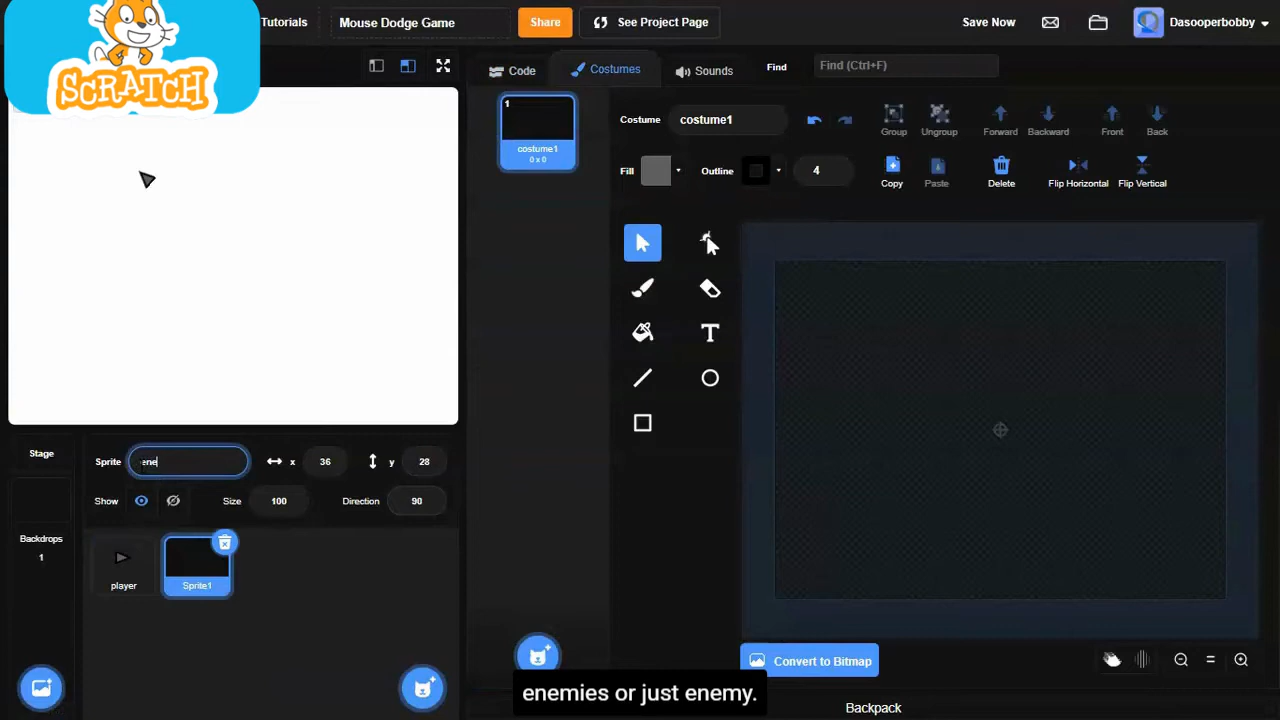 SCRATCH
Tutorials
Mouse Dodge Game
Share
See Project Page
Save Now
Dasooperbobby
Code
Costumes
Sounds
Find
Find (Ctrl+F)
1
costume1
0 x 0
Costume
costume1
Group
Ungroup
Forward
Backward
Front
Back
Fill
Outline
4
Copy
Paste
Delete
Flip Horizontal
Flip Vertical
T
Stage
Sprite
ene
x
36
y
28
Show
Size
100
Direction
90
Backdrops
1
player
Sprite1
Convert to Bitmap
enemies or just enemy.
Backpack